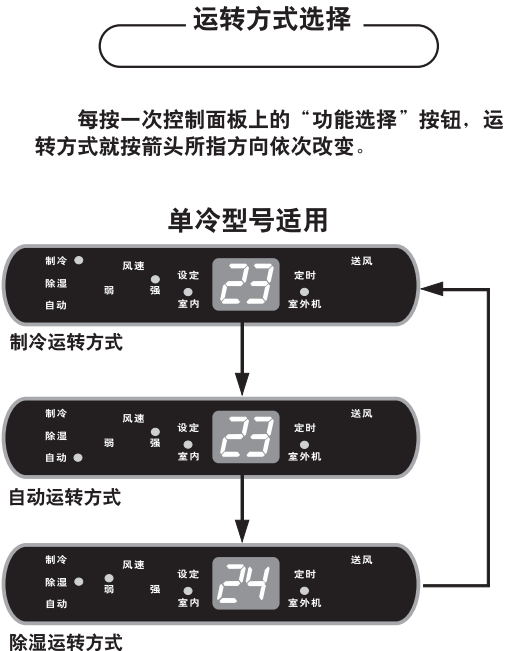 运转方式选择
每按一次控制面板上的“功能选择”按钮，运
转方式就按箭头所指方向依次改变。
单冷型号适用
制冷 风速 设定 23 定时 送风
除湿 弱 强
自动 室内 室外机
制冷运转方式
制冷 风速 设定 23 定时 送风
除湿 弱 强
自动 室内 室外机
自动运转方式
制冷 风速 设定 24 定时 送风
除湿 弱 强
自动 室内 室外机
除湿运转方式